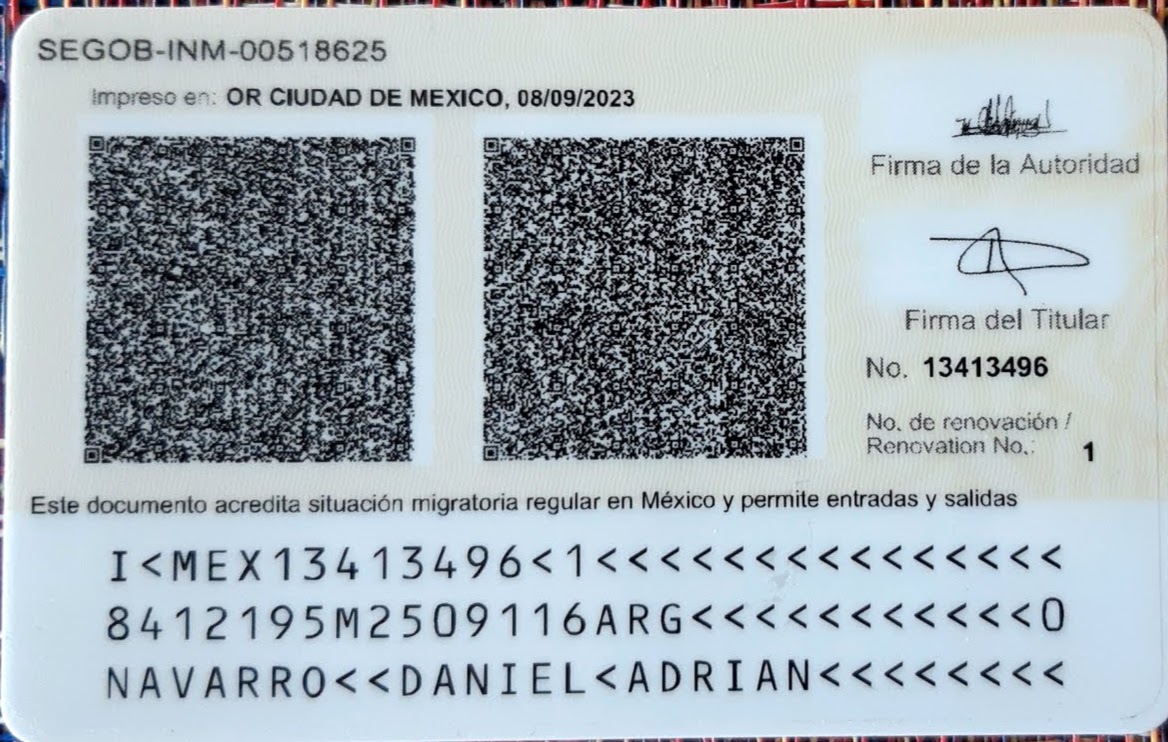 SEGOB-INM-00518625
Impreso en: OR CIUDAD DE MEXICO, 08/09/2023
Firma de la Autoridad
Firma del Titular
No. 13413496
No. de renovación /
Renovation No.: 1
Este documento acredita situación migratoria regular en México y permite entradas y salidas
I<MEX13413496<1<<<<<<<<<<<<<<<
8412195M2509116ARG<<<<<<<<<<<0
NAVARRO<<DANIEL<ADRIAN<<<<<<<<